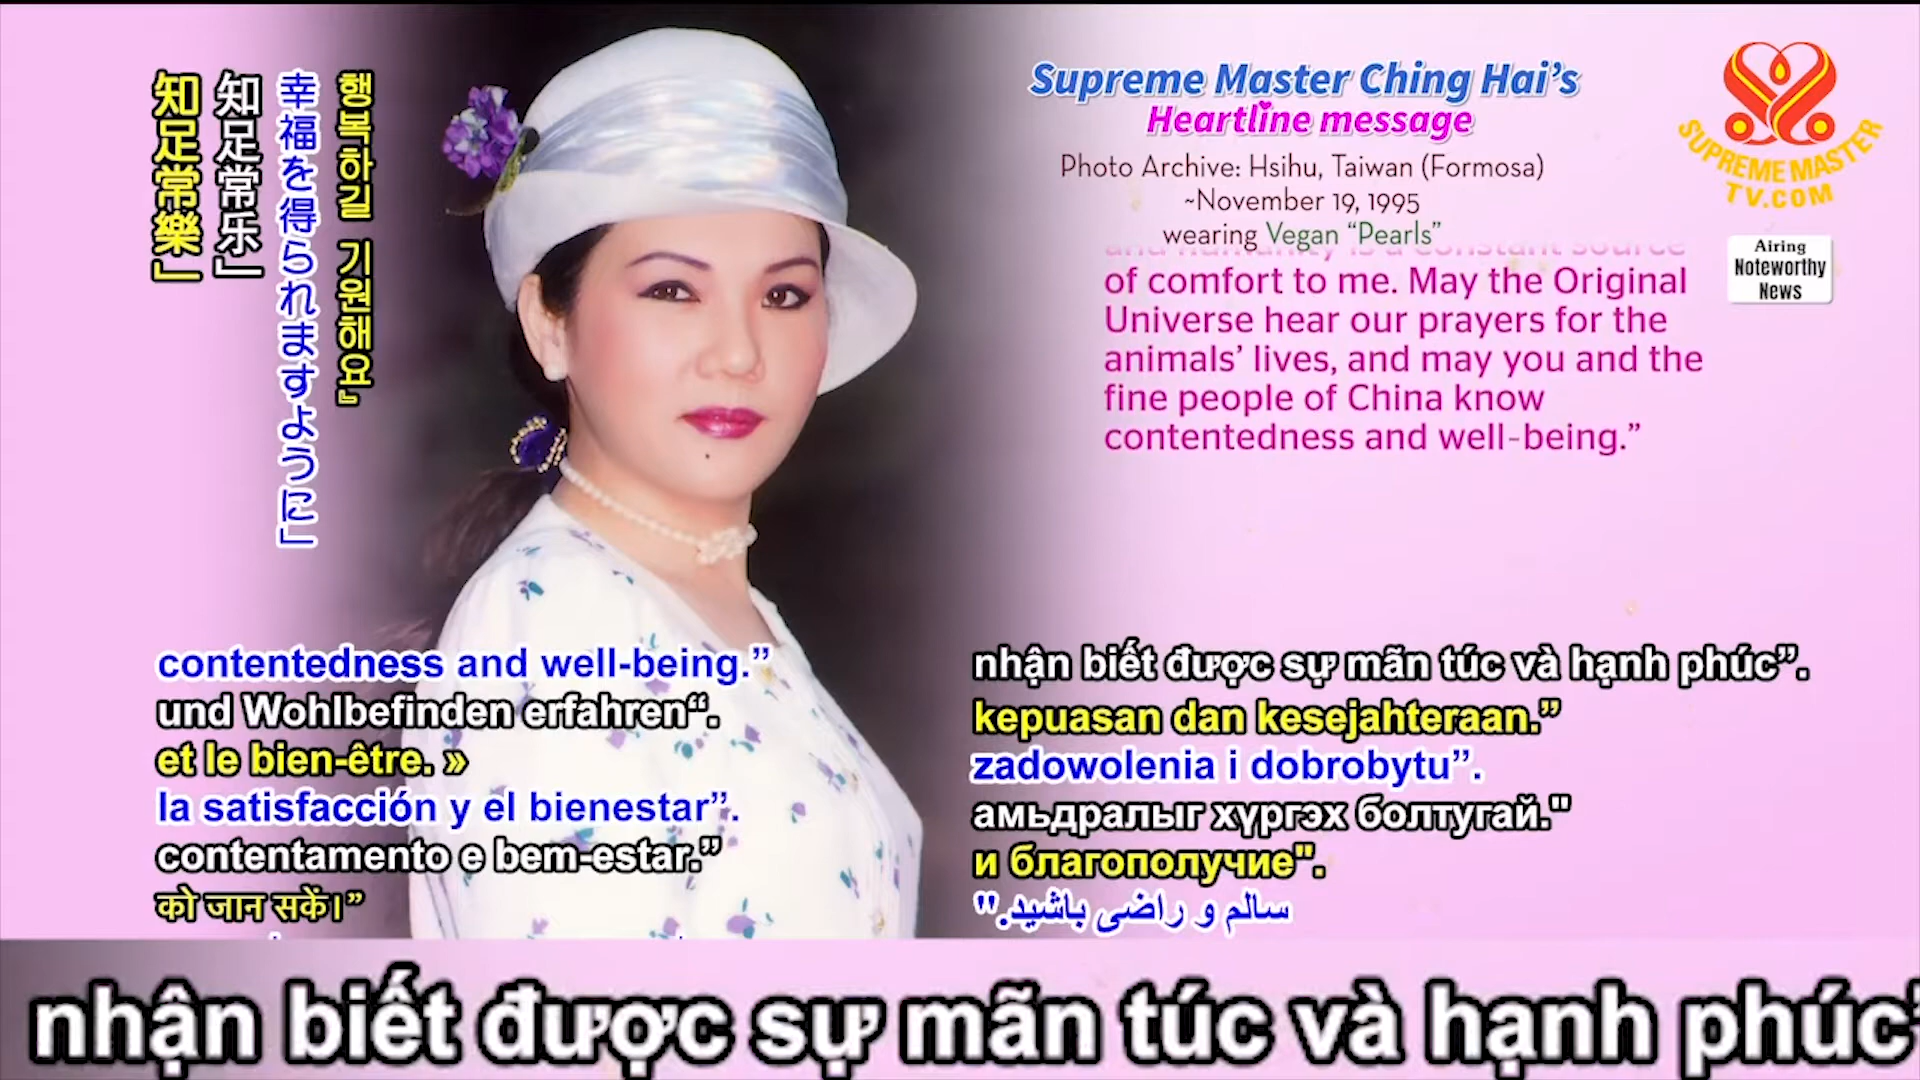 知足常樂」
知足常乐」
幸福を得られますように」
행복하길 기원해요』
Supreme Master Ching Hai’s
Heartline message
Photo Archive: Hsihu, Taiwan (Formosa)
~November 19, 1995
wearing Vegan “Pearls”
and humanity is a constant source
of comfort to me. May the Original
Universe hear our prayers for the
animals’ lives, and may you and the
fine people of China know
contentedness and well-being.”
SUPREME MASTER
TV.COM
Airing
Noteworthy
News
contentedness and well-being.”
und Wohlbefinden erfahren“.
et le bien-être. »
la satisfacción y el bienestar”.
contentamento e bem-estar.”
को जान सकें।”
nhận biết được sự mãn túc và hạnh phúc”.
kepuasan dan kesejahteraan.”
zadowolenia i dobrobytu”.
амьдралыг хүргэх болтугай."
и благополучие".
سالم و راضی باشید."
nhận biết được sự mãn túc và hạnh phúc”